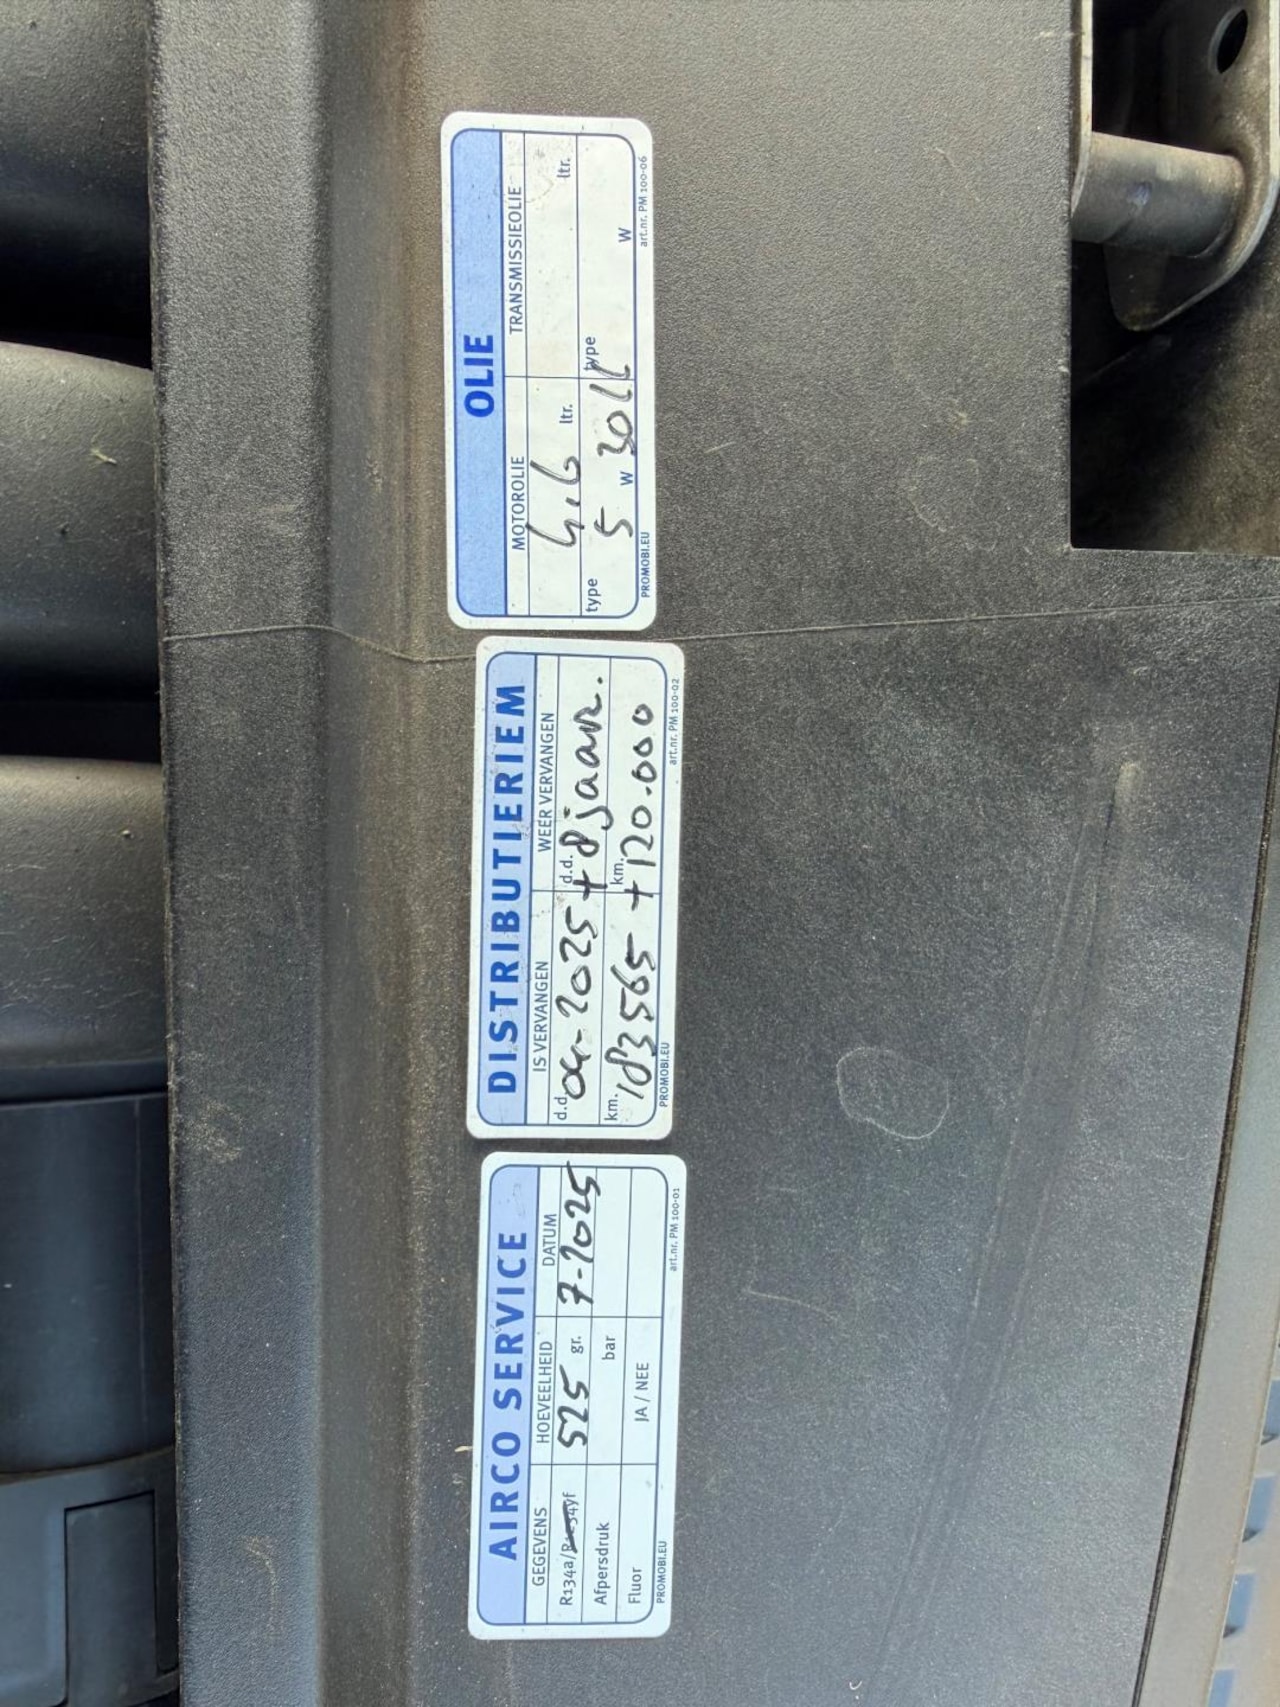 AIRCO SERVICE
GEGEVENS HOEVEELHEID DATUM
R134a/R1234yf 525 gr. 7-2025
Afpersdruk bar
Fluor JA / NEE
PROMOBI.EU art.nr. PM 100-01
DISTRIBUTIERIEM
IS VERVANGEN WEER VERVANGEN
d.d. 04-2025 d.d. + 8 jaar.
km. 183565 km. + 120.000
PROMOBI.EU art.nr. PM 100-02
OLIE
MOTOROLIE TRANSMISSIEOLIE
4,6 ltr. ltr.
type type
5 W 30LL W
PROMOBI.EU art.nr. PM 100-06